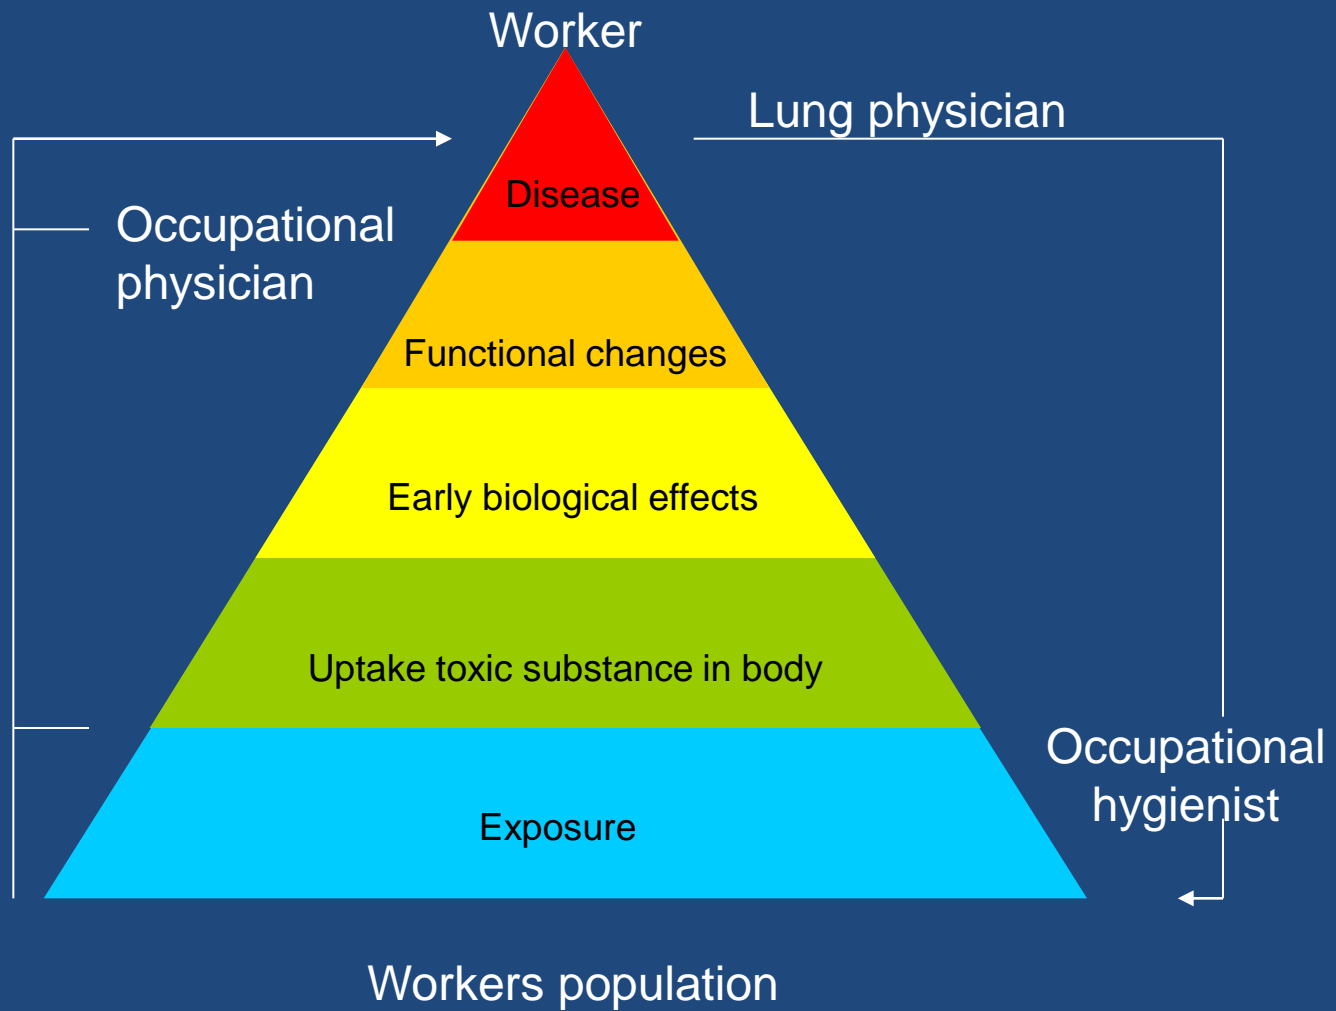 Worker
Lung physician
Disease
Occupational
physician
Functional changes
Early biological effects
Uptake toxic substance in body
Occupational
hygienist
Exposure
Workers population